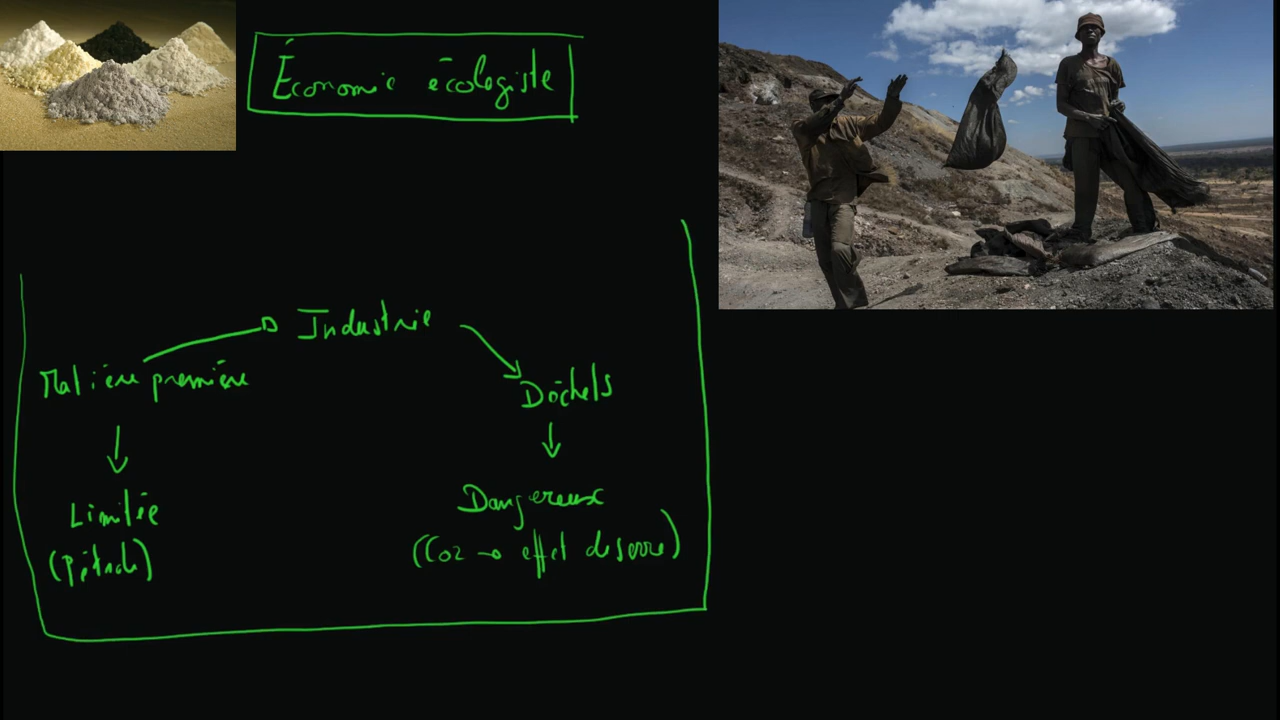 Économie écologiste
Industrie
Matière première
Déchets
Limitée
Dangereux
(Pétrole)
(CO2 → effet de serre)